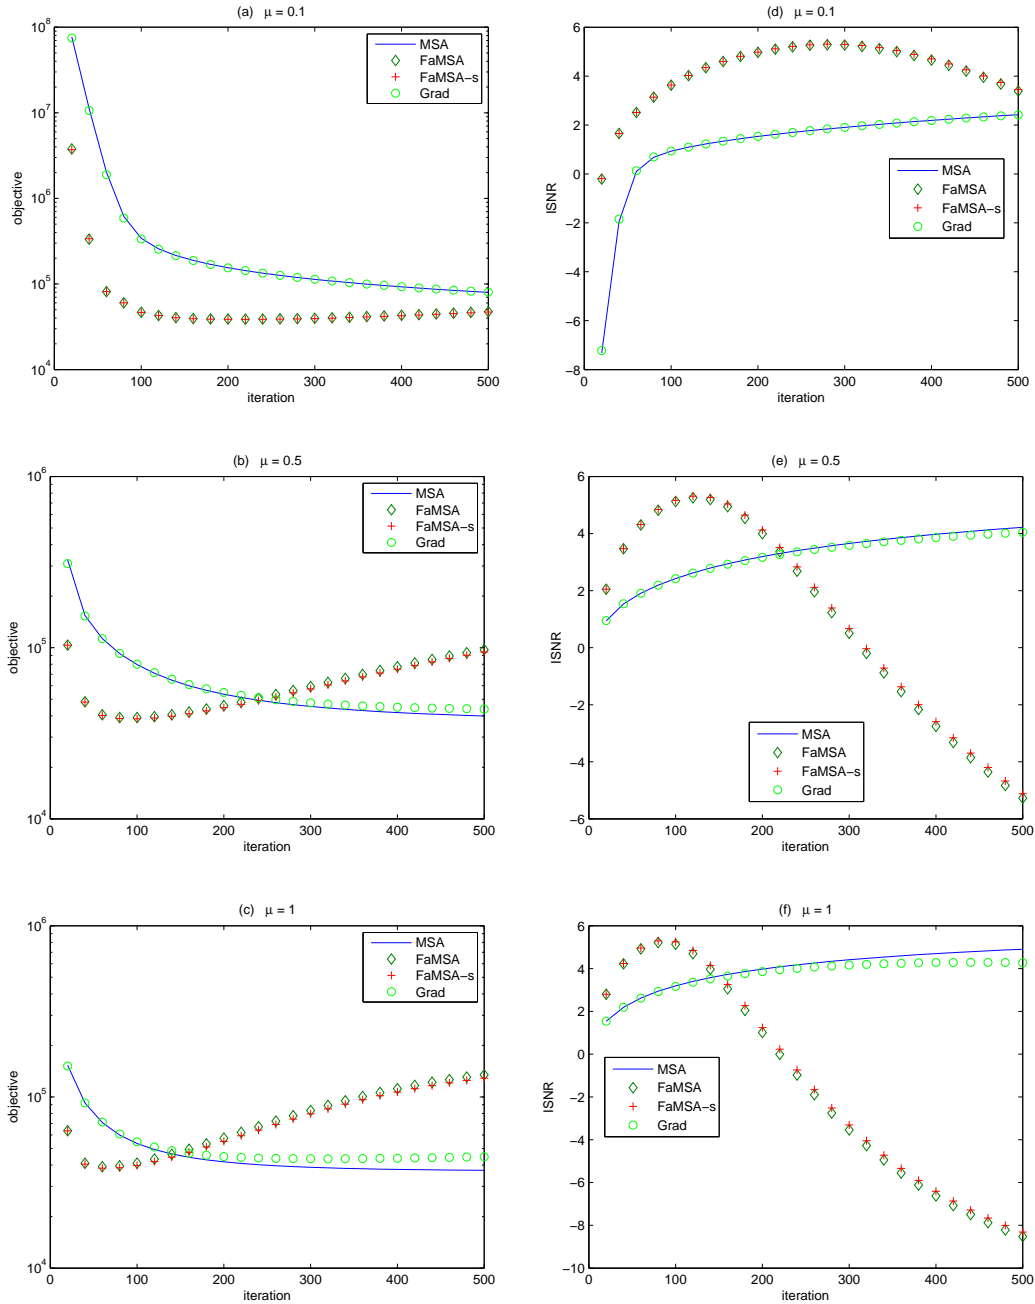 (a) μ = 0.1
10^8
10^7
10^6
10^5
10^4
objective
0 100 200 300 400 500
iteration
MSA
FaMSA
FaMSA-s
Grad
(d) μ = 0.1
6
4
2
0
−2
−4
−6
−8
ISNR
0 100 200 300 400 500
iteration
MSA
FaMSA
FaMSA-s
Grad
(b) μ = 0.5
10^6
10^5
10^4
objective
0 100 200 300 400 500
iteration
MSA
FaMSA
FaMSA-s
Grad
(e) μ = 0.5
6
4
2
0
−2
−4
−6
ISNR
0 100 200 300 400 500
iteration
MSA
FaMSA
FaMSA-s
Grad
(c) μ = 1
10^6
10^5
10^4
objective
0 100 200 300 400 500
iteration
MSA
FaMSA
FaMSA-s
Grad
(f) μ = 1
6
4
2
0
−2
−4
−6
−8
−10
ISNR
0 100 200 300 400 500
iteration
MSA
FaMSA
FaMSA-s
Grad